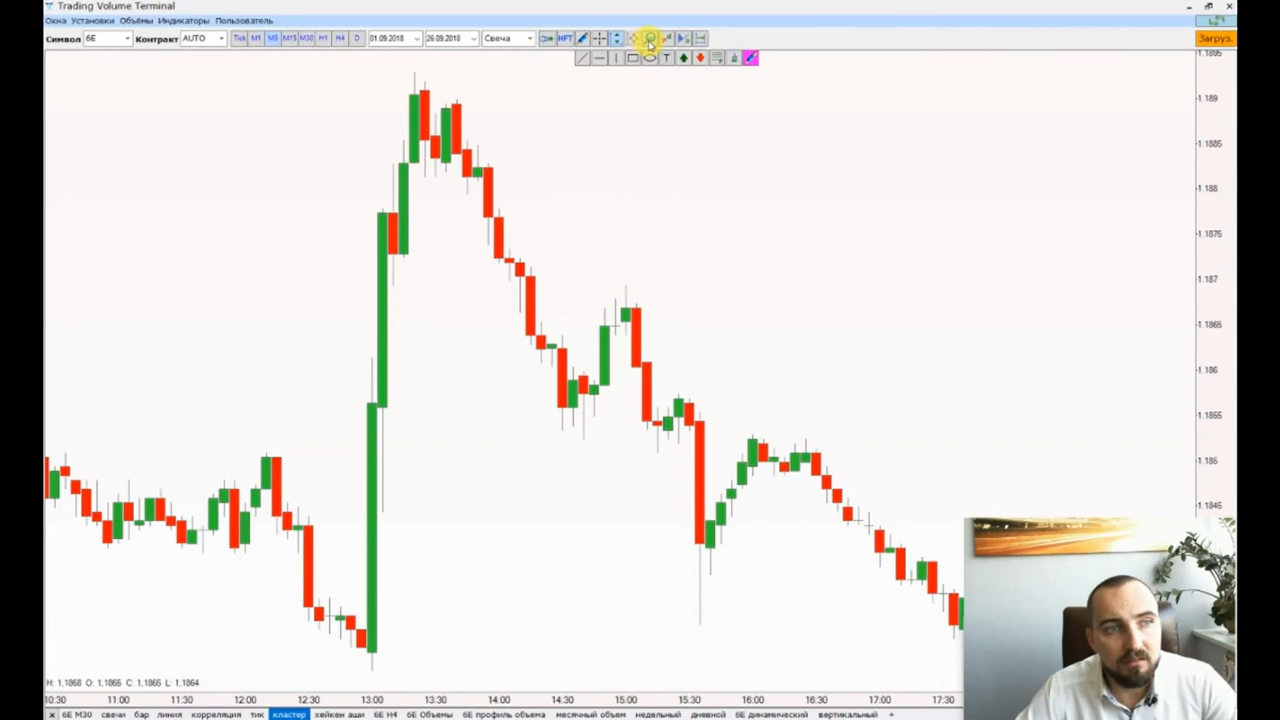 Trading Volume Terminal
Окна Установки Объёмы Индикаторы Пользователь
Символ 6E Контракт AUTO Tick M1 M5 M15 M30 H1 H4 D 01.09.2018 26.09.2018 Свеча HFT Загруз.
T
1.1895
1.189
1.1885
1.188
1.1875
1.187
1.1865
1.186
1.1855
1.185
1.1845
H: 1,1868 O: 1,1865 C: 1,1865 L: 1,1864
10:30 11:00 11:30 12:00 12:30 13:00 13:30 14:00 14:30 15:00 15:30 16:00 16:30 17:00 17:30
x 6E M30 свечи бар линия корреляция тик кластер хейкен аши 6E H4 6E Объемы 6E профиль объема месячный объем недельный дневной 6E динамический вертикальный +